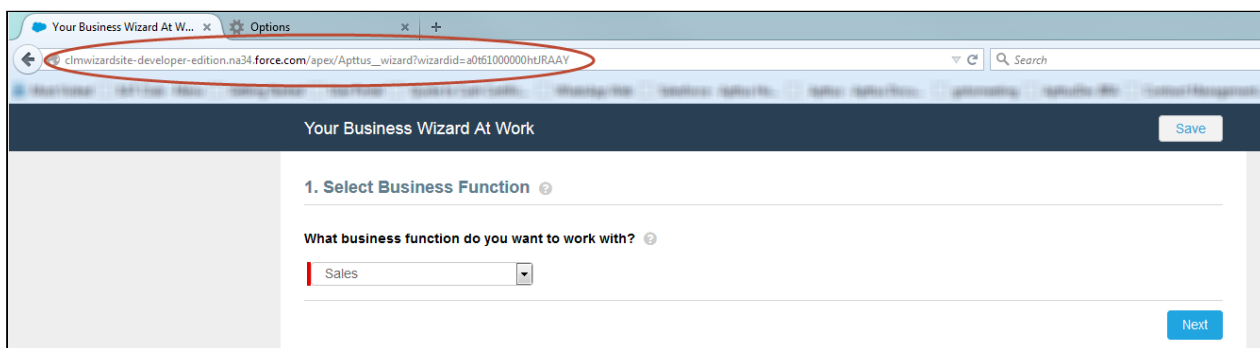 Your Business Wizard At W... × Options × +
clmwizardsite-developer-edition.na34.force.com/apex/Apttus__wizard?wizardid=a0t61000000htJRAAY Search
Your Business Wizard At Work Save
1. Select Business Function ?
What business function do you want to work with? ?
Sales
Next